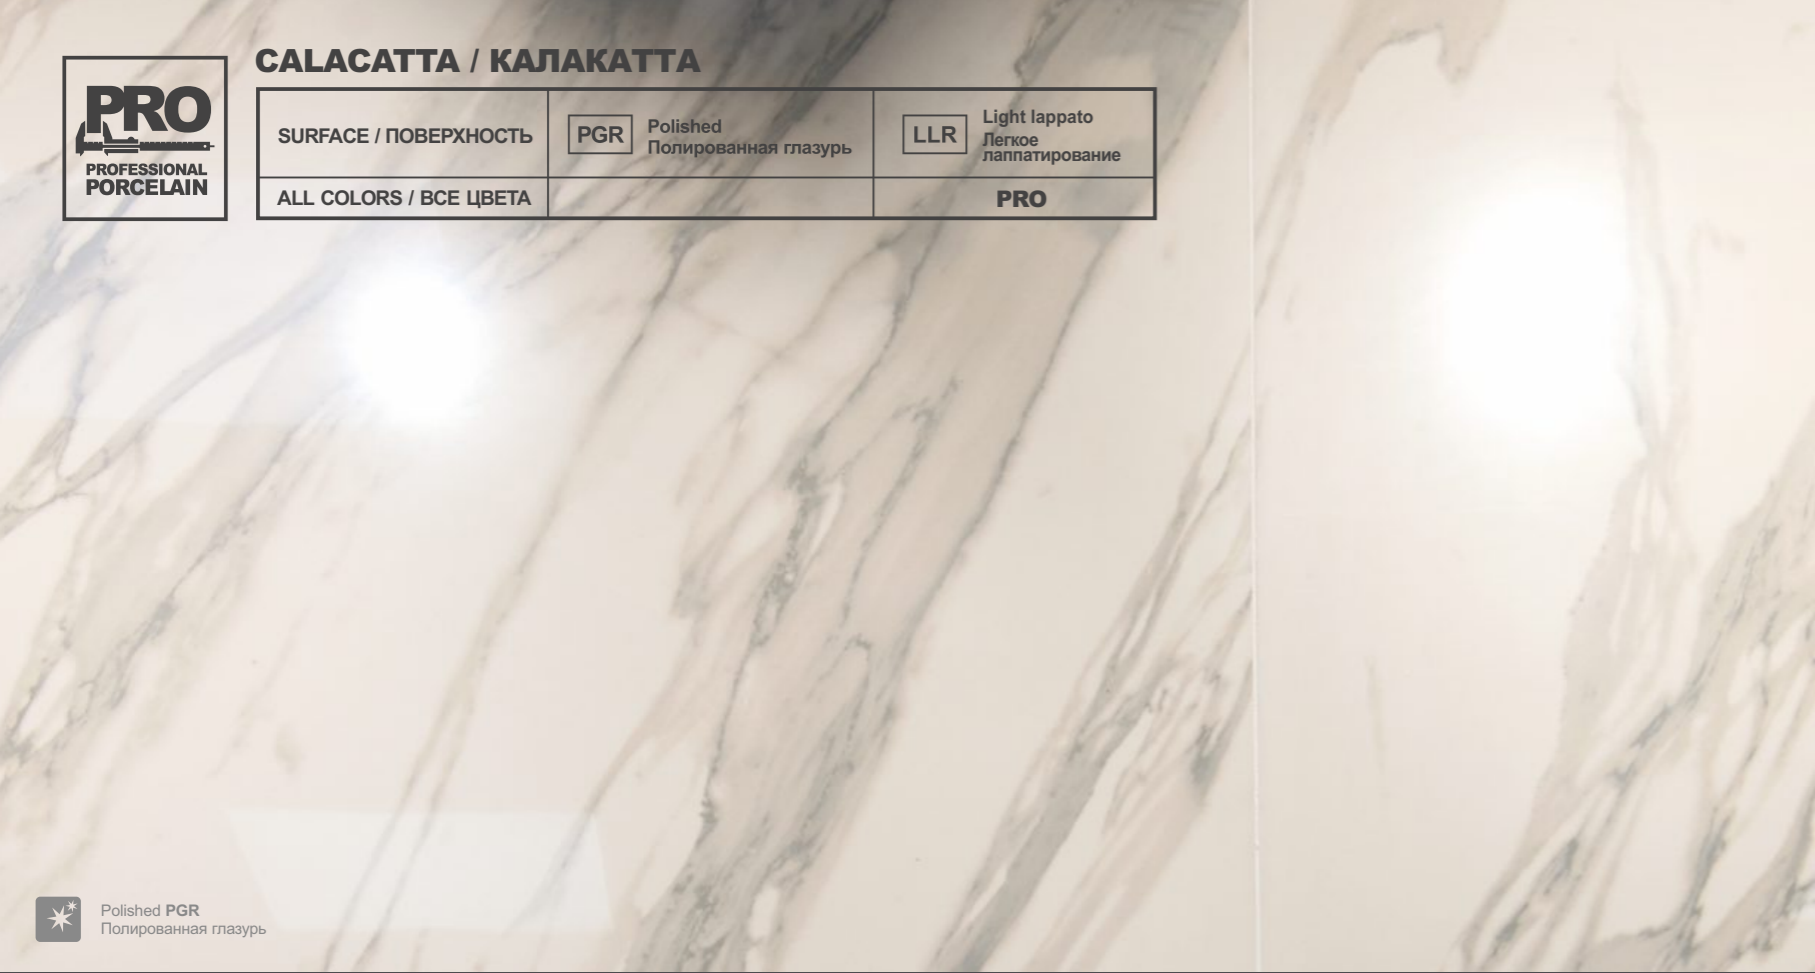 PRO
PROFESSIONAL
PORCELAIN
CALACATTA / КАЛАКАТТА
SURFACE / ПОВЕРХНОСТЬ
PGR
Polished
Полированная глазурь
LLR
Light lappato
Легкое
лаппатирование
ALL COLORS / ВСЕ ЦВЕТА
PRO
Polished PGR
Полированная глазурь